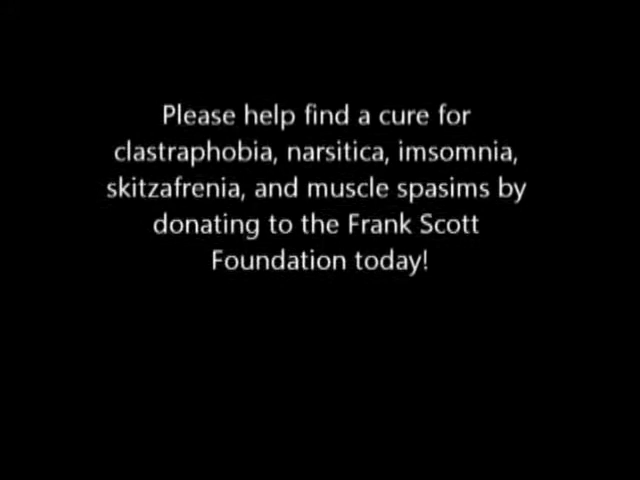 Please help find a cure for
clastraphobia, narsitica, imsomnia,
skitzafrenia, and muscle spasims by
donating to the Frank Scott
Foundation today!